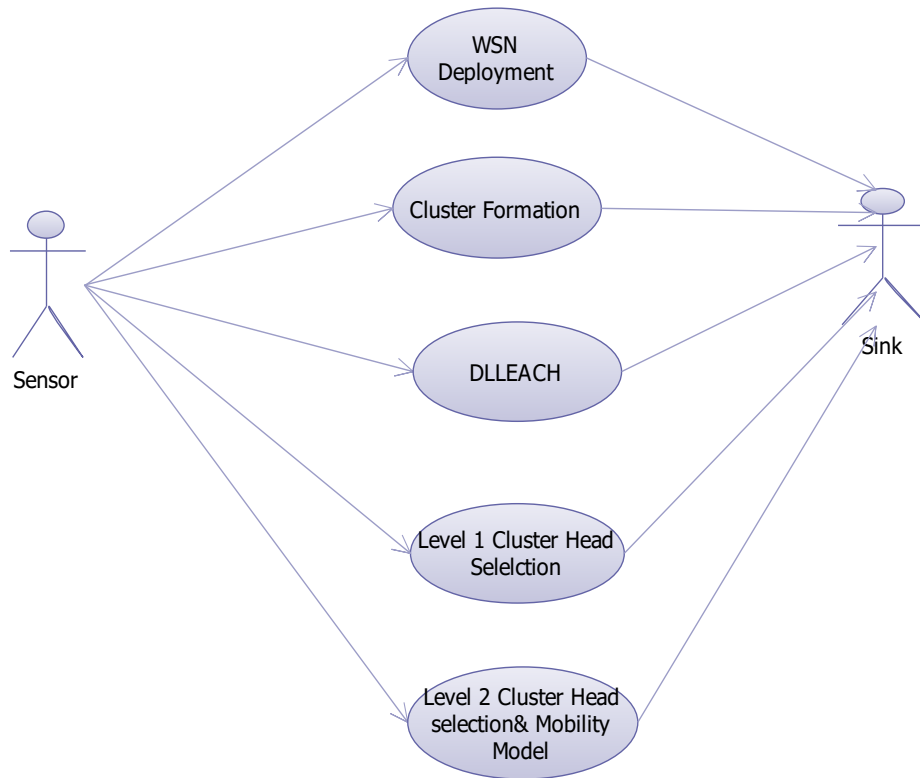 WSN
Deployment
Cluster Formation
Sensor
Sink
DLLEACH
Level 1 Cluster Head
Selelction
Level 2 Cluster Head
selection& Mobility
Model